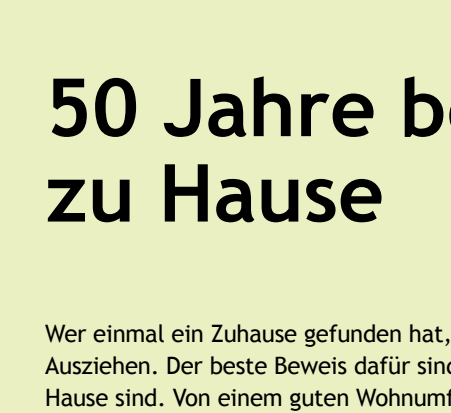 50 Jahre
zu Hause
Wer einmal ein Zuhause gefunden hat,
Ausziehen. Der beste Beweis dafür
Hause sind. Von einem guten